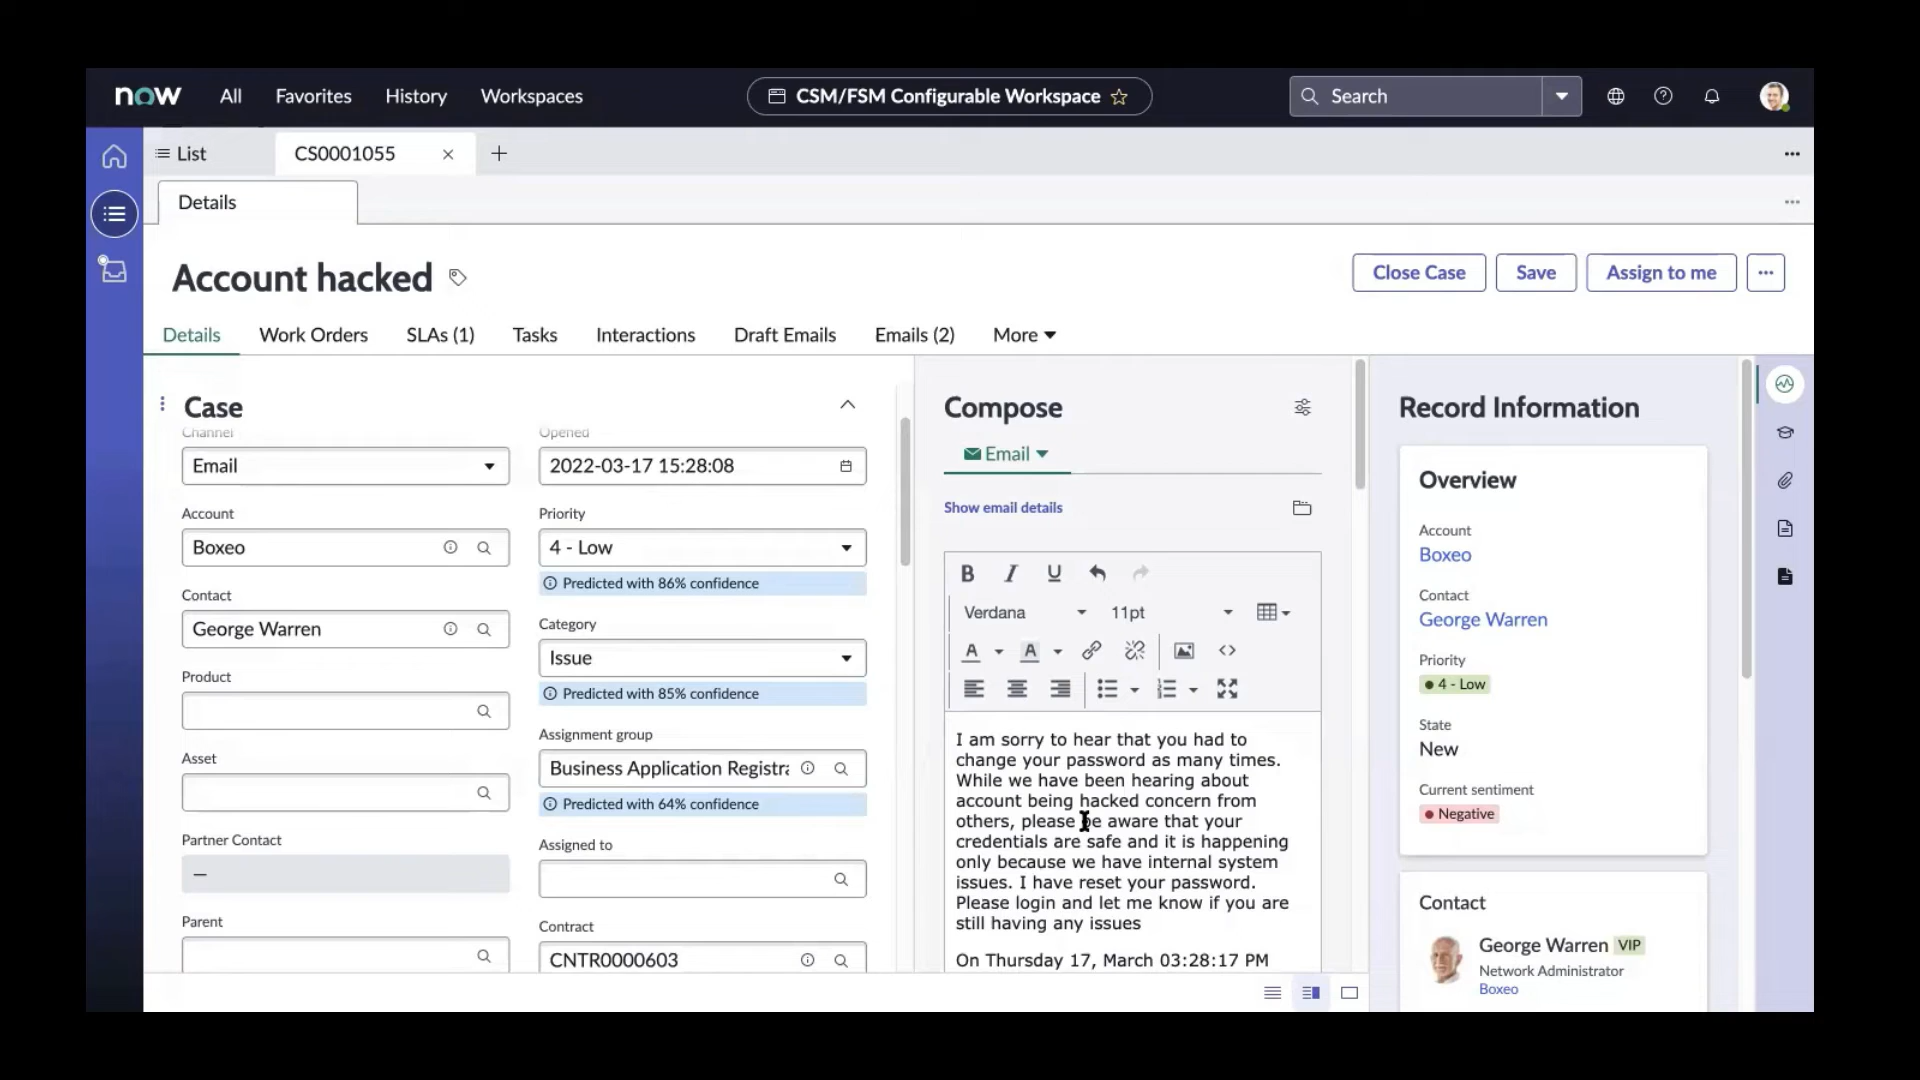 now All Favorites History Workspaces CSM/FSM Configurable Workspace Search
List CS0001055
Details
Account hacked
Close Case Save Assign to me
Details Work Orders SLAs (1) Tasks Interactions Draft Emails Emails (2) More
Case
Channel
Email
Account
Boxeo
Contact
George Warren
Product
Asset
Partner Contact
—
Parent
Opened
2022-03-17 15:28:08
Priority
4 - Low
Predicted with 86% confidence
Category
Issue
Predicted with 85% confidence
Assignment group
Business Application Registra
Predicted with 64% confidence
Assigned to
Contract
CNTR0000603
Compose
Email
Show email details
B I U
Verdana 11pt
A A
I am sorry to hear that you had to
change your password as many times.
While we have been hearing about
account being hacked concern from
others, please be aware that your
credentials are safe and it is happening
only because we have internal system
issues. I have reset your password.
Please login and let me know if you are
still having any issues
On Thursday 17, March 03:28:17 PM
Record Information
Overview
Account
Boxeo
Contact
George Warren
Priority
4 - Low
State
New
Current sentiment
Negative
Contact
George Warren VIP
Network Administrator
Boxeo